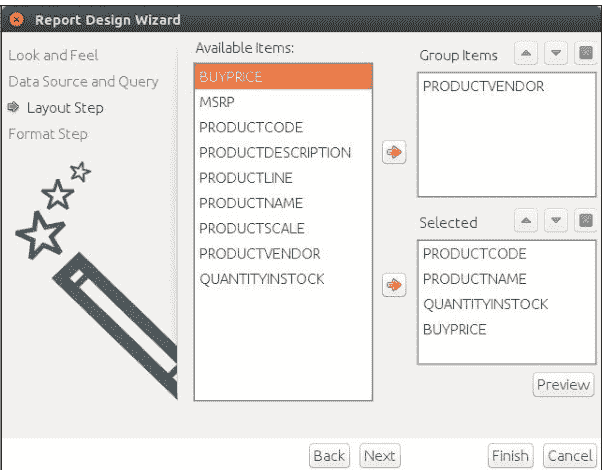 Report Design Wizard
Look and Feel
Data Source and Query
Layout Step
Format Step
Available Items:
BUYPRICE
MSRP
PRODUCTCODE
PRODUCTDESCRIPTION
PRODUCTLINE
PRODUCTNAME
PRODUCTSCALE
PRODUCTVENDOR
QUANTITYINSTOCK
Group Items
PRODUCTVENDOR
Selected
PRODUCTCODE
PRODUCTNAME
QUANTITYINSTOCK
BUYPRICE
Preview
Back Next Finish Cancel